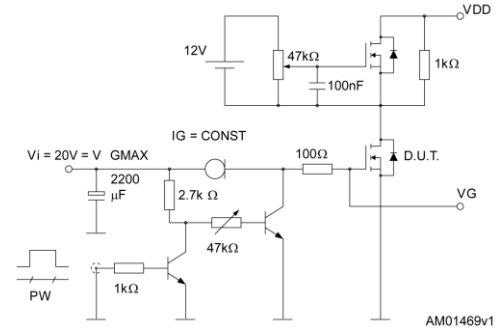 VDD
12V
47kΩ
1kΩ
100nF
IG = CONST
Vi = 20V = V GMAX
100Ω
D.U.T.
2200
μF
2.7k Ω
VG
47kΩ
1kΩ
PW
AM01469v1